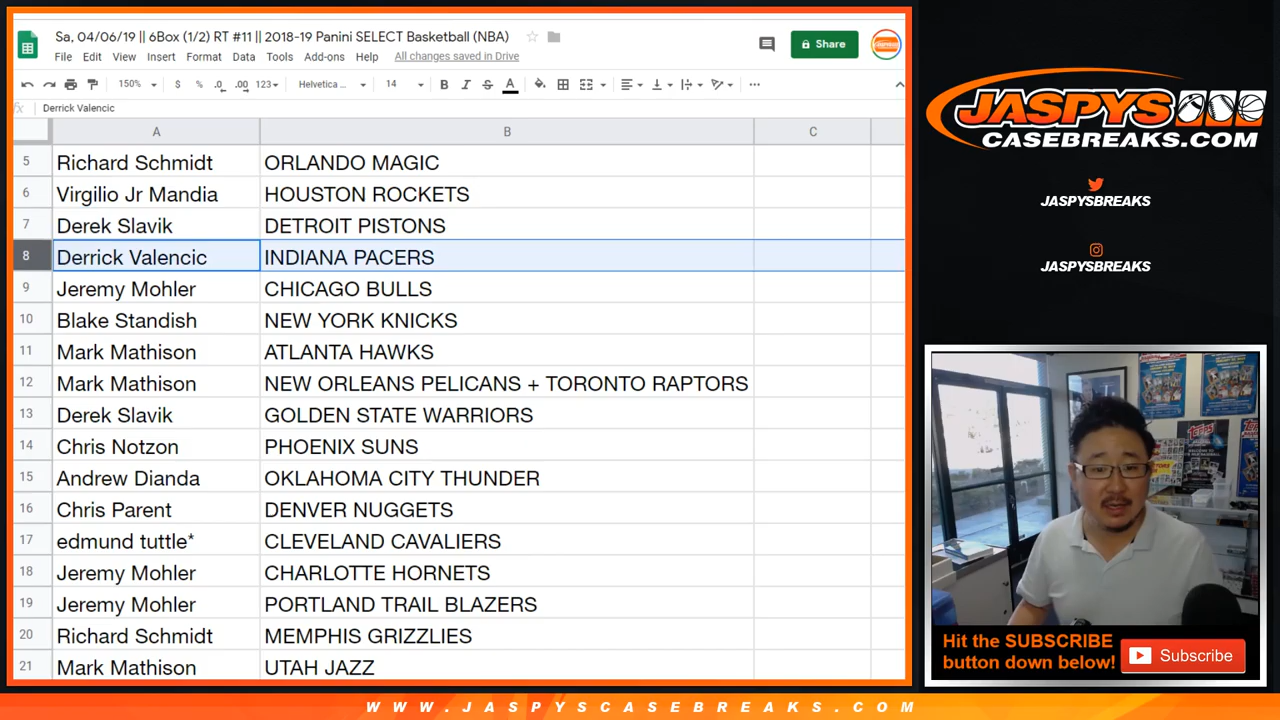 Sa, 04/06/19 || 6Box (1/2) RT #11 || 2018-19 Panini SELECT Basketball (NBA)
File Edit View Insert Format Data Tools Add-ons Help All changes saved in Drive
Share
150% $ % .0 .00 123 Helvetica ... 14 B I S A
fx Derrick Valencic
A B C
5 Richard Schmidt ORLANDO MAGIC
6 Virgilio Jr Mandia HOUSTON ROCKETS
7 Derek Slavik DETROIT PISTONS
8 Derrick Valencic INDIANA PACERS
9 Jeremy Mohler CHICAGO BULLS
10 Blake Standish NEW YORK KNICKS
11 Mark Mathison ATLANTA HAWKS
12 Mark Mathison NEW ORLEANS PELICANS + TORONTO RAPTORS
13 Derek Slavik GOLDEN STATE WARRIORS
14 Chris Notzon PHOENIX SUNS
15 Andrew Dianda OKLAHOMA CITY THUNDER
16 Chris Parent DENVER NUGGETS
17 edmund tuttle* CLEVELAND CAVALIERS
18 Jeremy Mohler CHARLOTTE HORNETS
19 Jeremy Mohler PORTLAND TRAIL BLAZERS
20 Richard Schmidt MEMPHIS GRIZZLIES
21 Mark Mathison UTAH JAZZ
JASPYS
CASEBREAKS.COM
JASPYSBREAKS
JASPYSBREAKS
TOPPS
Hit the SUBSCRIBE
button down below!
Subscribe
WWW.JASPYSCASEBREAKS.COM